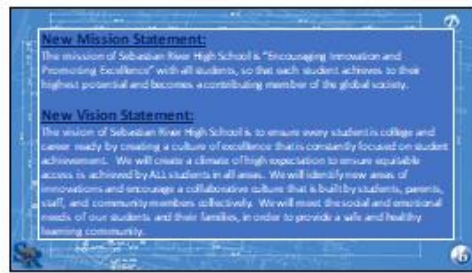 New Mission Statement:
The mission of Sebastian River High School is "Encouraging Innovation and
Promoting Excellence" with all students, so that each student achieves to their
highest potential and becomes a contributing member of the global society.
New Vision Statement:
The vision of Sebastian River High School is to ensure every student is college and
career ready by creating a culture of excellence that is constantly focused on student
achievement. We will create a climate of high expectation to ensure equitable
access is achieved by ALL students in all areas. We will identify new areas of
innovations and encourage a collaborative culture that is built by students, parents,
staff, and community members collectively. We will meet the social and emotional
needs of our students and their families, in order to provide a safe and healthy
learning community.
SR